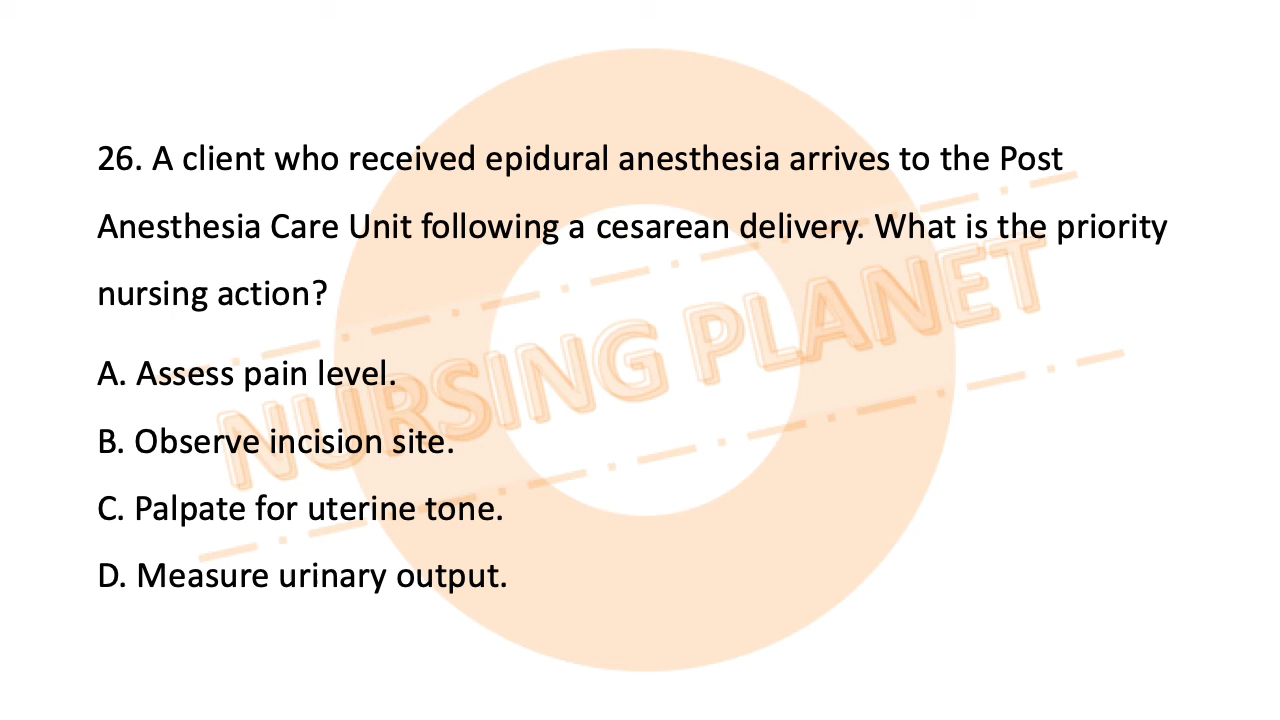 26. A client who received epidural anesthesia arrives to the Post
Anesthesia Care Unit following a cesarean delivery. What is the priority
nursing action?
A. Assess pain level.
B. Observe incision site.
C. Palpate for uterine tone.
D. Measure urinary output.
NURSING PLANET